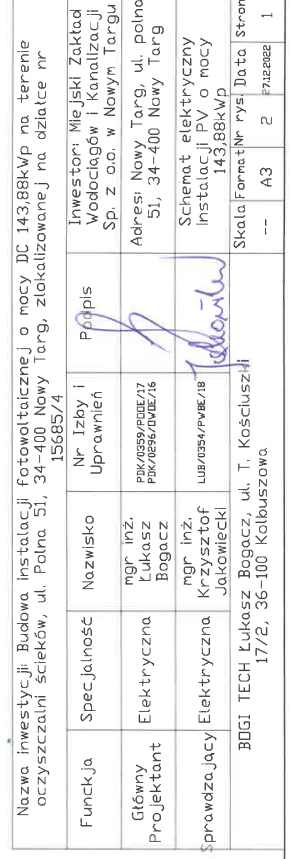 Nazwa inwestycji: Budowa instalacji fotowoltaicznej o mocy DC 143,88kWp na terenie
oczyszczalni ścieków, ul. Polna 51, 34-400 Nowy Targ, zlokalizowanej na działce nr
15685/4
Funckja
Specjalność
Nazwisko
Nr Izby i
Uprawnień
Podpis
Inwestor: Miejski Zakład
Wodociągów i Kanalizacji
Sp. z o.o. w Nowym Targu
Główny
Projektant
Elektryczna
mgr inż.
Łukasz
Bogacz
PDK/0359/POOE/17
PDK/0296/OWOE/16
Adres: Nowy Targ, ul. polna
51, 34-400 Nowy Targ
Sprawdzający
Elektryczna
mgr inż.
Krzysztof
Jakowiecki
LUB/0354/PWBE/18
Schemat elektryczny
instalacji PV o mocy
143,88kWp
BOGI TECH Łukasz Bogacz, ul. T. Kościuszki
17/2, 36-100 Kolbuszowa
Skala
Format
Nr rys.
Data
Stron
--
A3
2
27.12.2022
1